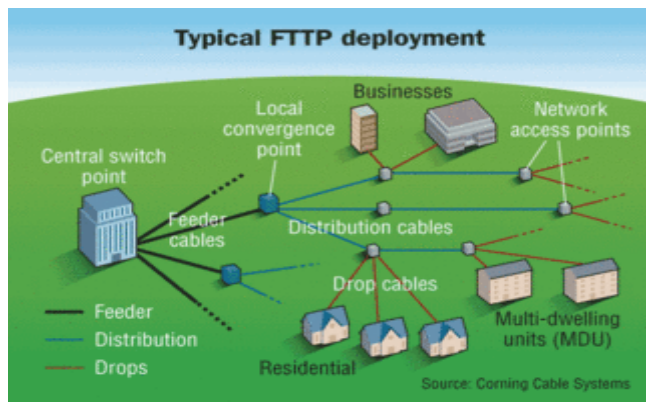 Typical FTTP deployment
Businesses
Local
convergence
point
Network
access points
Central switch
point
Feeder
cables
Distribution cables
Drop cables
Feeder
Distribution
Drops
Residential
Multi-dwelling
units (MDU)
Source: Corning Cable Systems